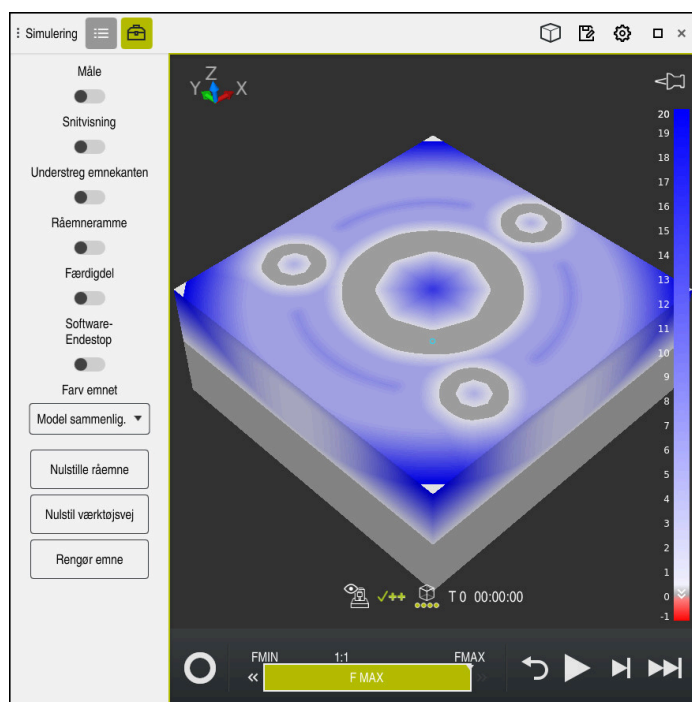 Simulering
Måle
Snitvisning
Understreg emnekanten
Råemneramme
Færdigdel
Software-
Endestop
Farv emnet
Model sammenlig.
Nulstille råemne
Nulstil værktøjsvej
Rengør emne
Z
Y X
20
19
18
17
16
15
14
13
12
11
10
9
8
7
6
5
4
3
2
1
0
-1
T 0 00:00:00
FMIN 1:1 FMAX
F MAX